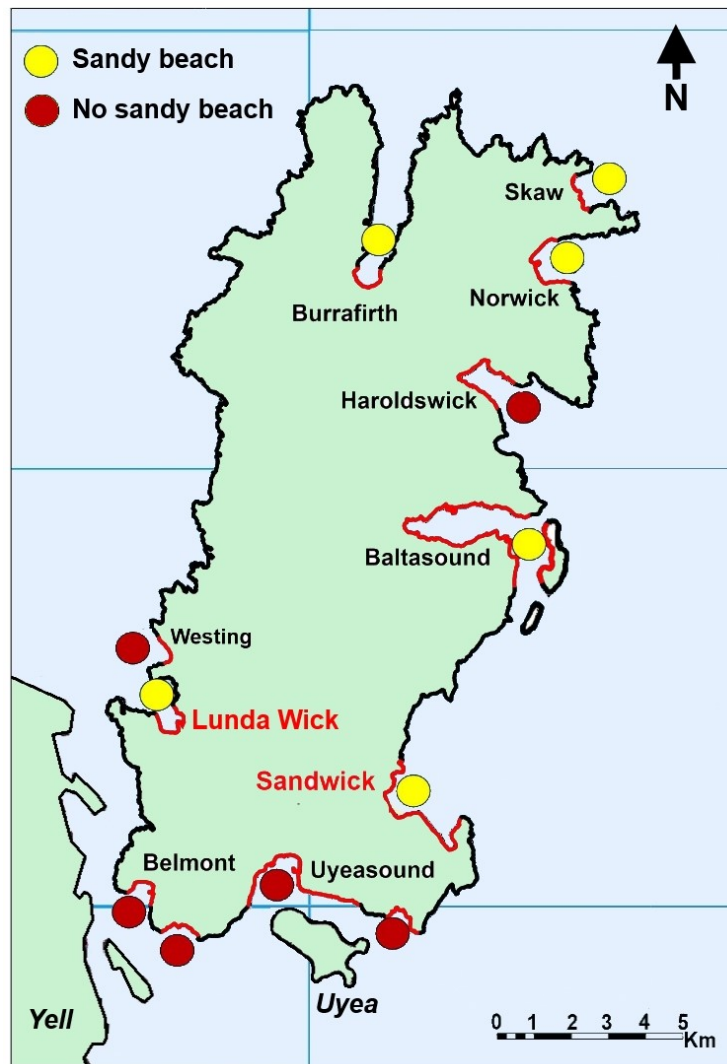 Sandy beach
No sandy beach
N
Skaw
Burrafirth
Norwick
Haroldswick
Baltasound
Westing
Lunda Wick
Sandwick
Belmont
Uyeasound
Uyea
Yell
0 1 2 3 4 5
Km